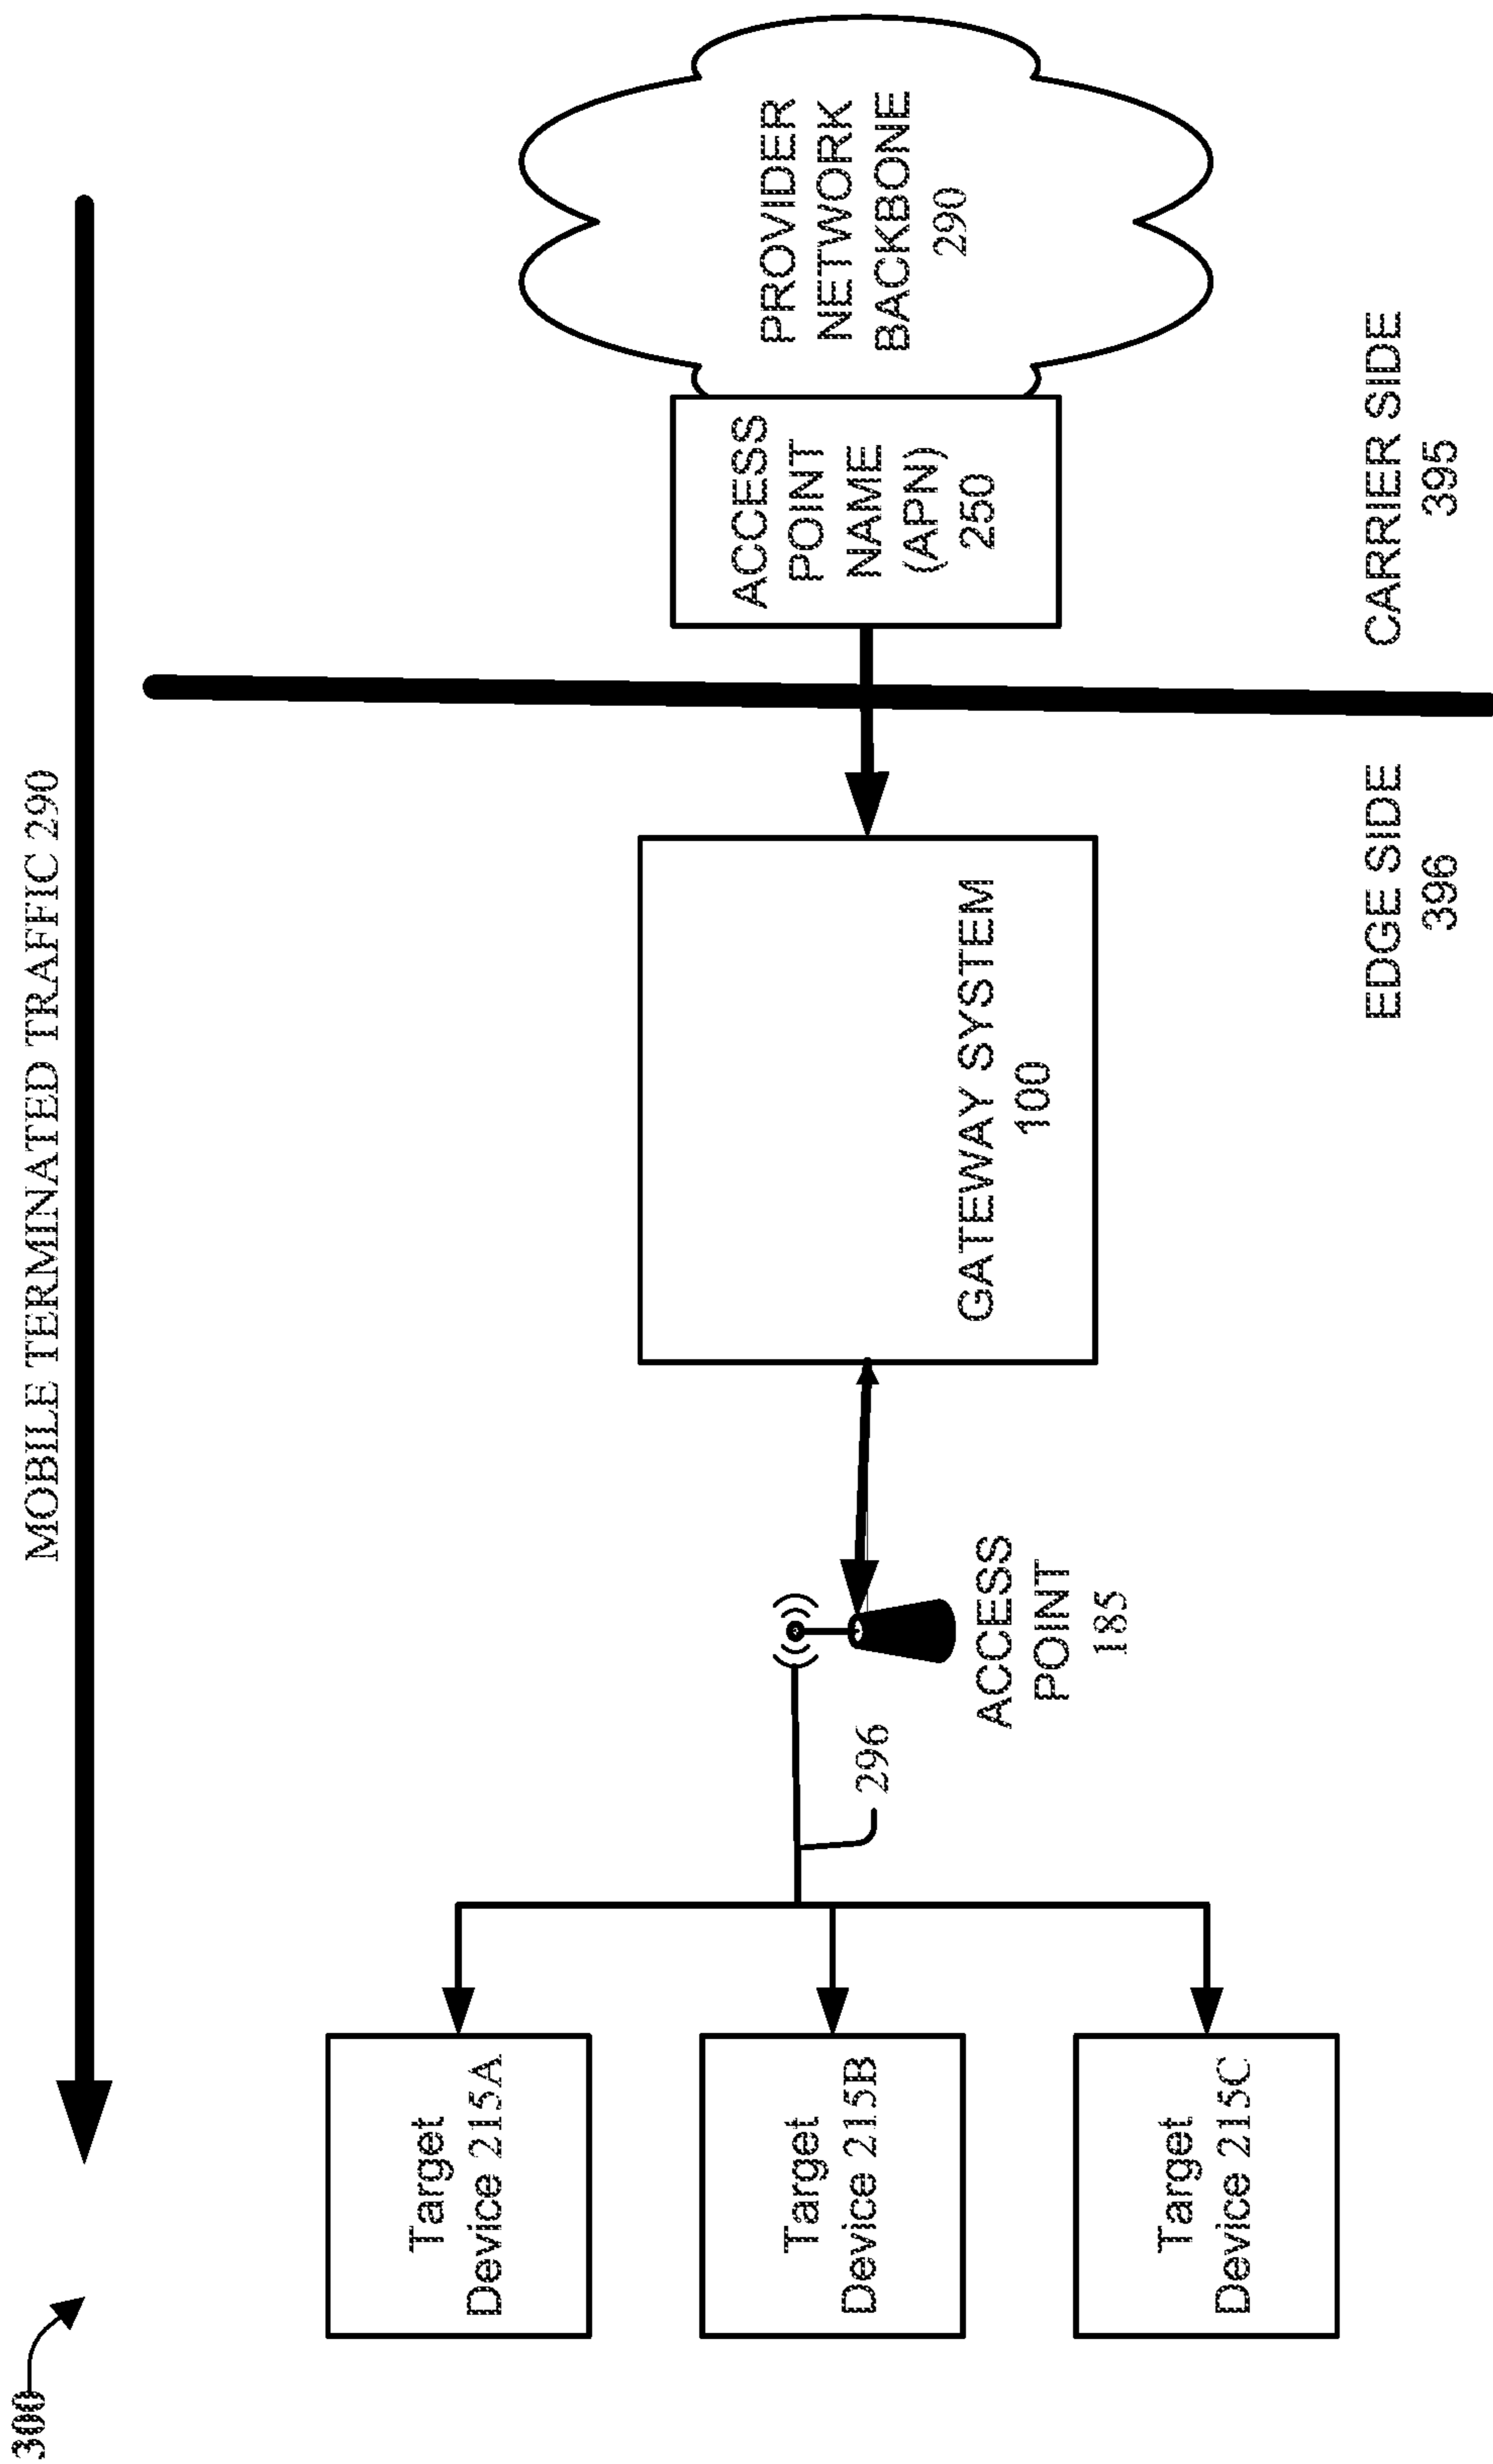 300
MOBILE TERMINATED TRAFFIC 290
Target
Device 215A
Target
Device 215B
Target
Device 215C
296
ACCESS
POINT
185
GATEWAY SYSTEM
100
ACCESS
POINT
NAME
(APN)
250
PROVIDER
NETWORK
BACKBONE
290
EDGE SIDE
396
CARRIER SIDE
395